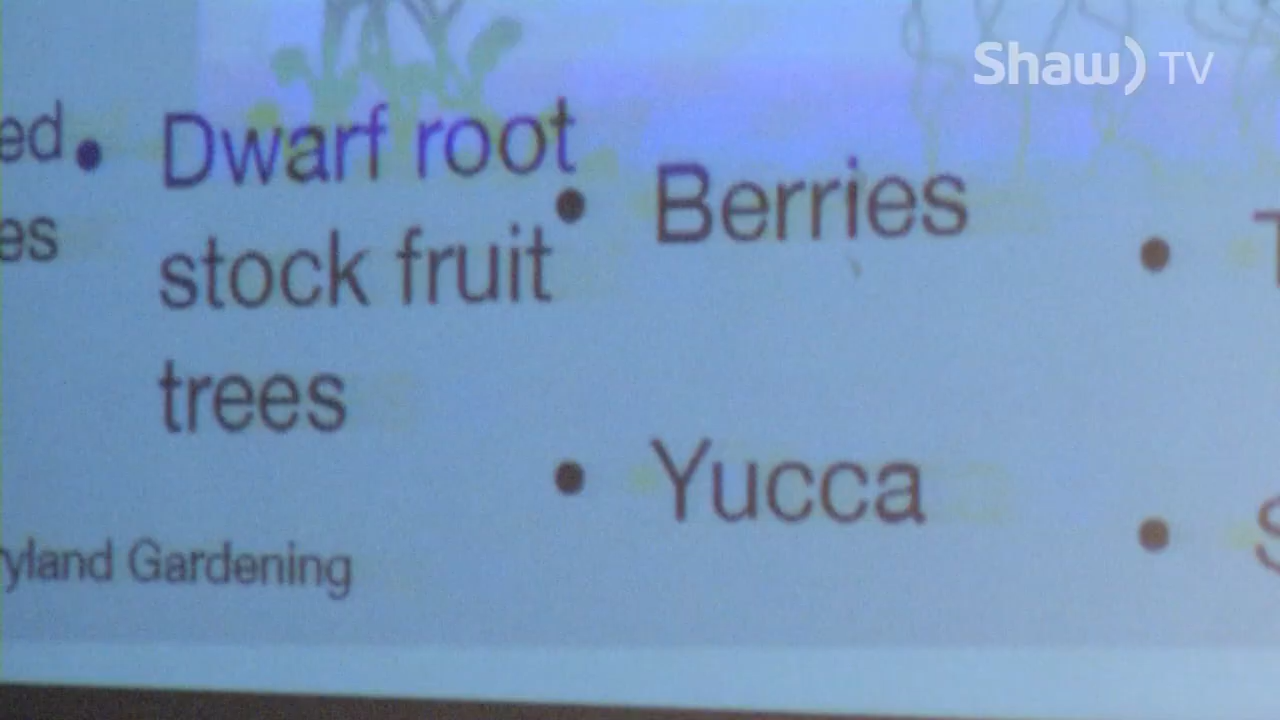 Shaw) TV
ed
es
• Dwarf root
stock fruit
trees
• Berries
• Yucca
yland Gardening